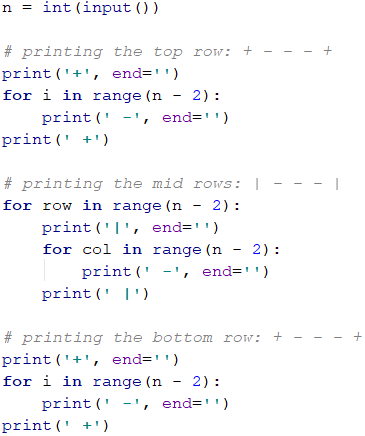 n = int(input())

# printing the top row: + - - - +
print('+', end='')
for i in range(n - 2):
    print(' -', end='')
print(' +')

# printing the mid rows: | - - - |
for row in range(n - 2):
    print('|', end='')
    for col in range(n - 2):
        print(' -', end='')
    print(' |')

# printing the bottom row: + - - - +
print('+', end='')
for i in range(n - 2):
    print(' -', end='')
print(' +')